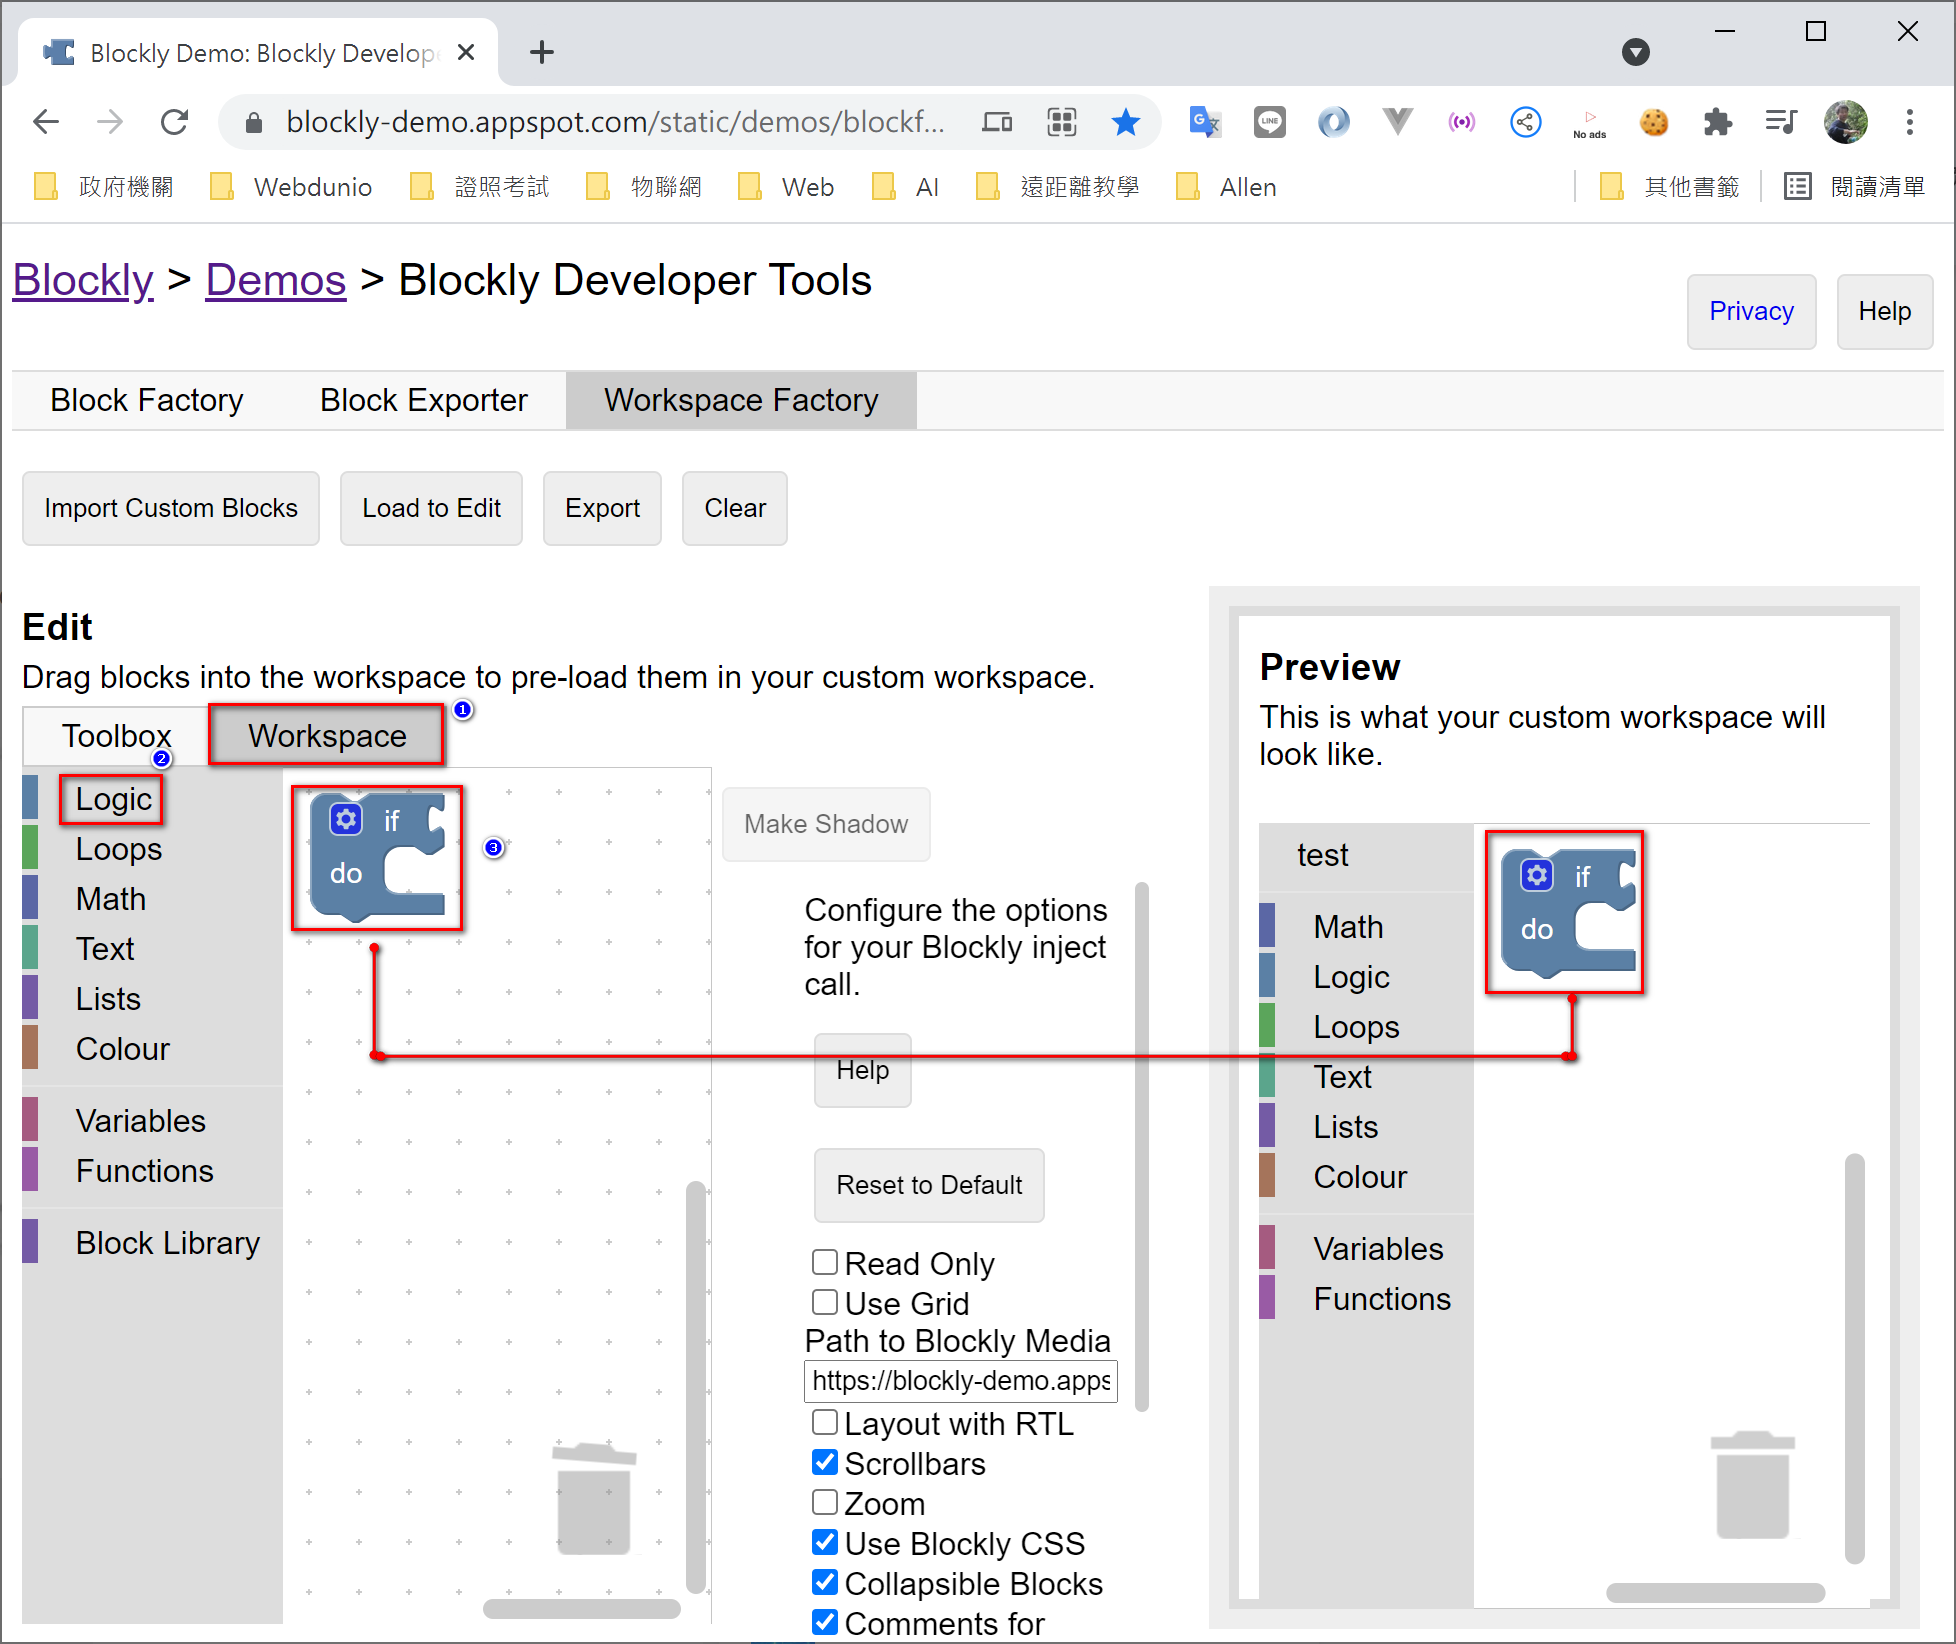 Blockly Demo: Blockly Develop
blockly-demo.appspot.com/static/demos/blockf...
LINE
No ads
政府機關
Webdunio
證照考試
物聯網
Web
AI
遠距離教學
Allen
其他書籤
閱讀清單
Blockly > Demos > Blockly Developer Tools
Privacy
Help
Block Factory
Block Exporter
Workspace Factory
Import Custom Blocks
Load to Edit
Export
Clear
Edit
Drag blocks into the workspace to pre-load them in your custom workspace.
Toolbox
Workspace
1
2
Logic
Loops
Math
Text
Lists
Colour
Variables
Functions
Block Library
if
do
3
Make Shadow
Configure the options
for your Blockly inject
call.
Help
Reset to Default
Read Only
Use Grid
Path to Blockly Media
https://blockly-demo.apps
Layout with RTL
Scrollbars
Zoom
Use Blockly CSS
Collapsible Blocks
Comments for
Preview
This is what your custom workspace will
look like.
test
Math
Logic
Loops
Text
Lists
Colour
Variables
Functions
if
do